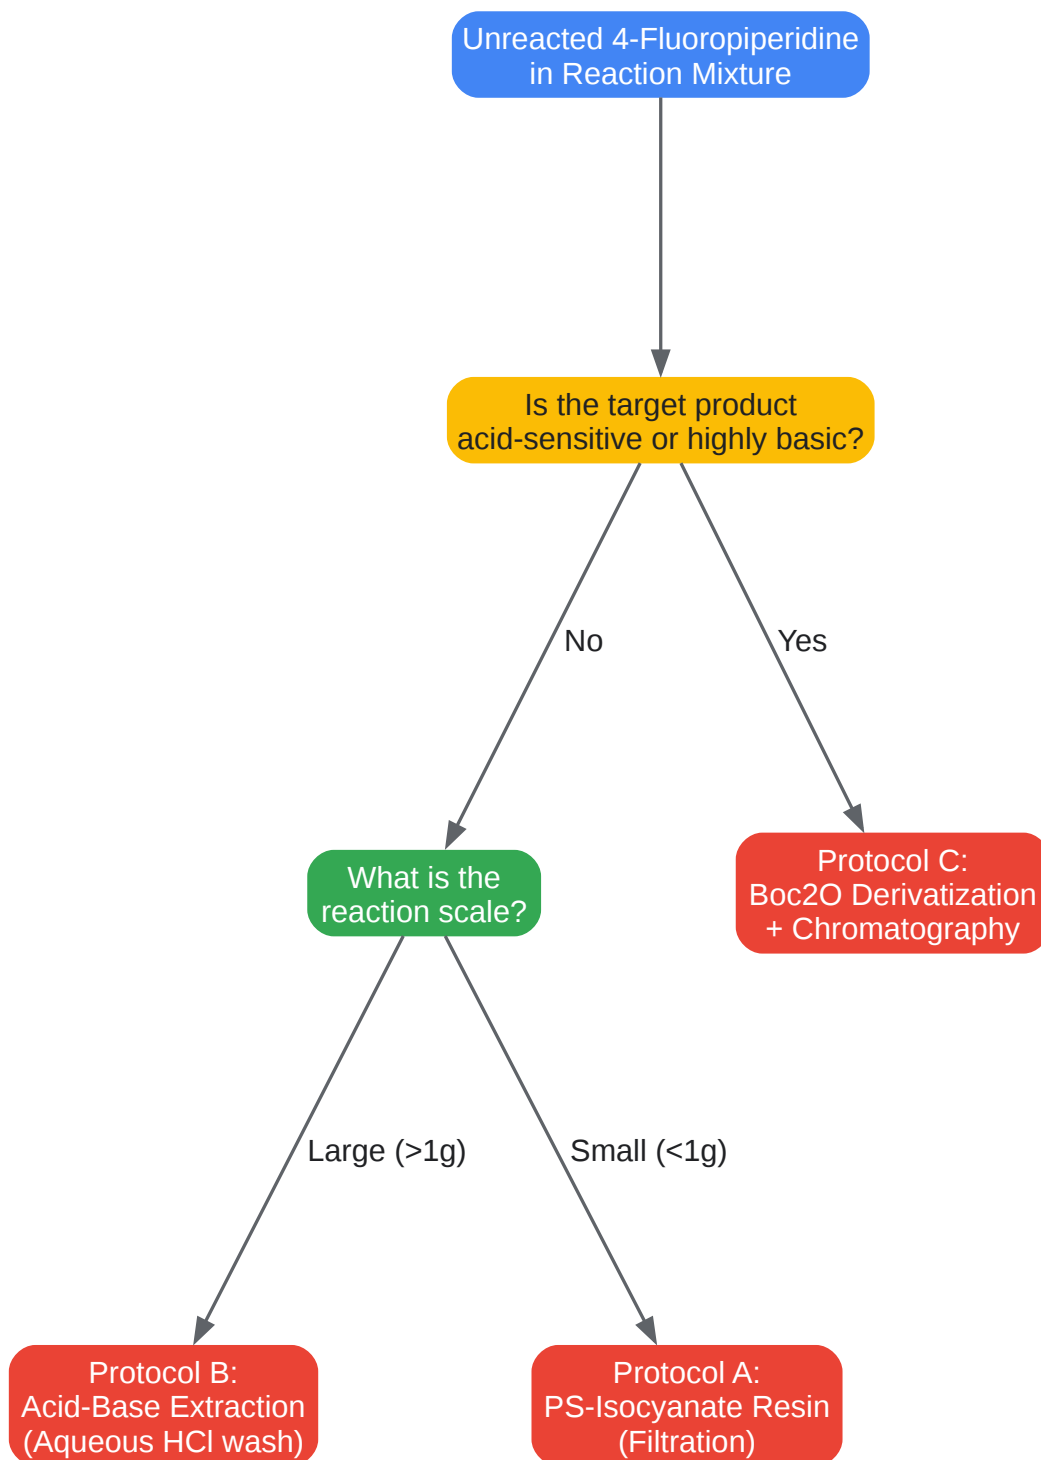 Unreacted 4-Fluoropiperidine
in Reaction Mixture
Is the target product
acid-sensitive or highly basic?
No
Yes
What is the
reaction scale?
Protocol C:
Boc2O Derivatization
+ Chromatography
Large (>1g)
Small (<1g)
Protocol B:
Acid-Base Extraction
(Aqueous HCl wash)
Protocol A:
PS-Isocyanate Resin
(Filtration)